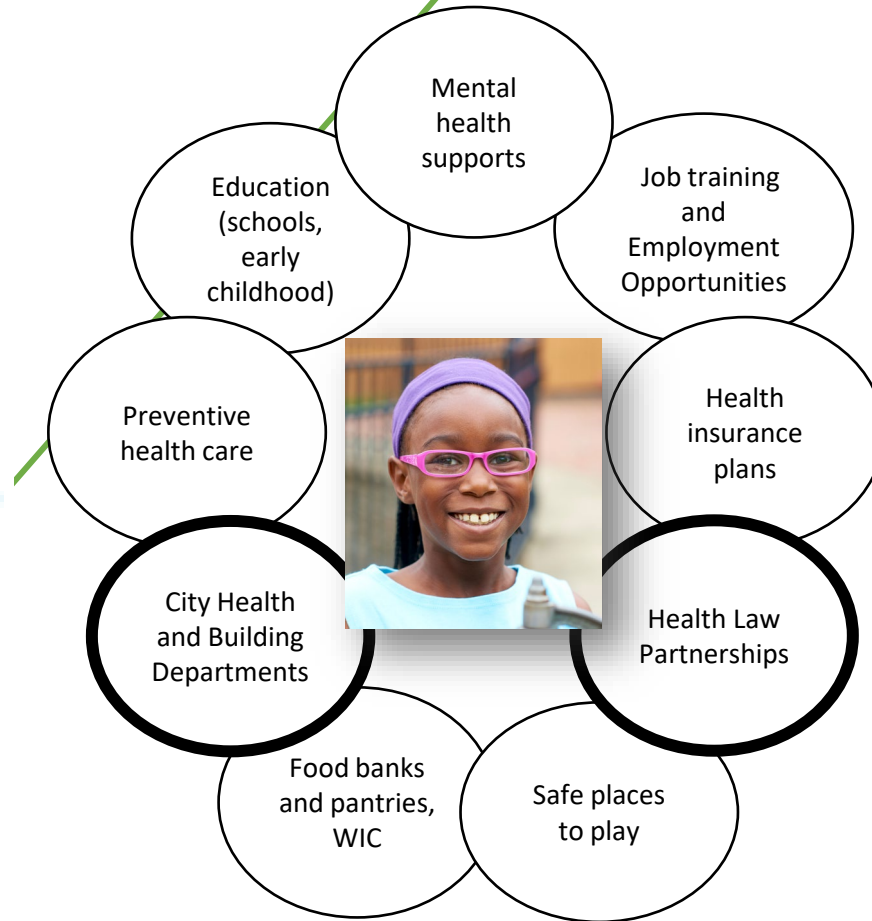 Mental
health
supports
Job training
and
Employment
Opportunities
Health
insurance
plans
Health Law
Partnerships
Safe places
to play
Food banks
and pantries,
WIC
City Health
and Building
Departments
Preventive
health care
Education
(schools,
early
childhood)